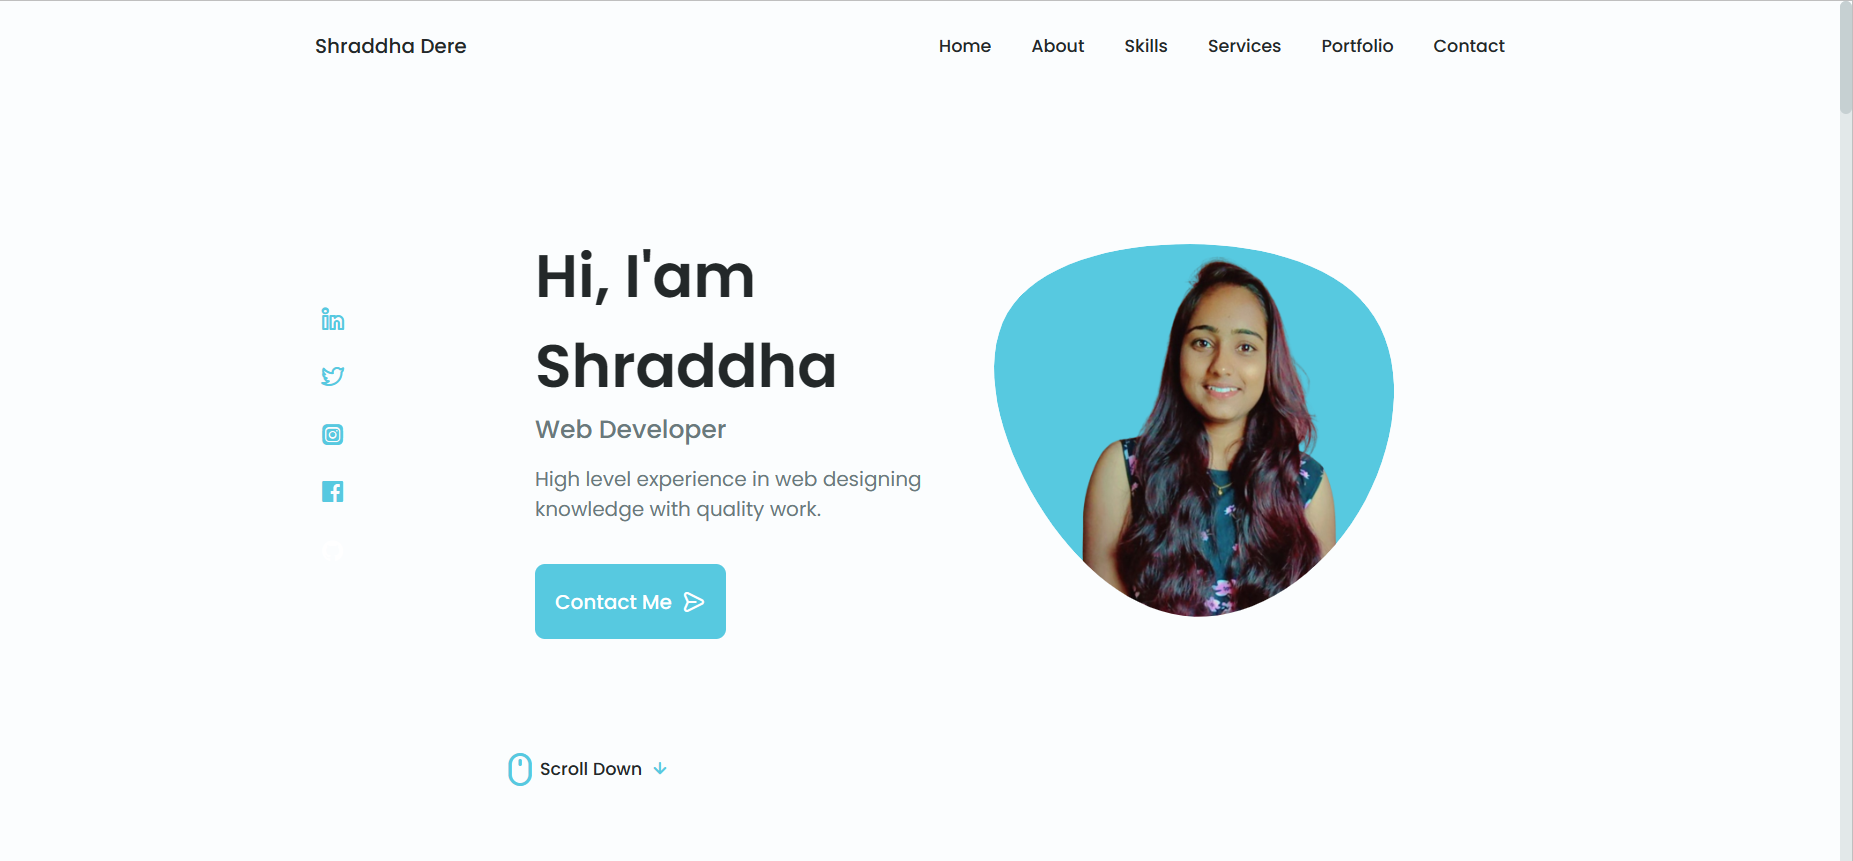 Shraddha Dere
Home About Skills Services Portfolio Contact
Hi, I'am
Shraddha
Web Developer
High level experience in web designing
knowledge with quality work.
Contact Me
Scroll Down